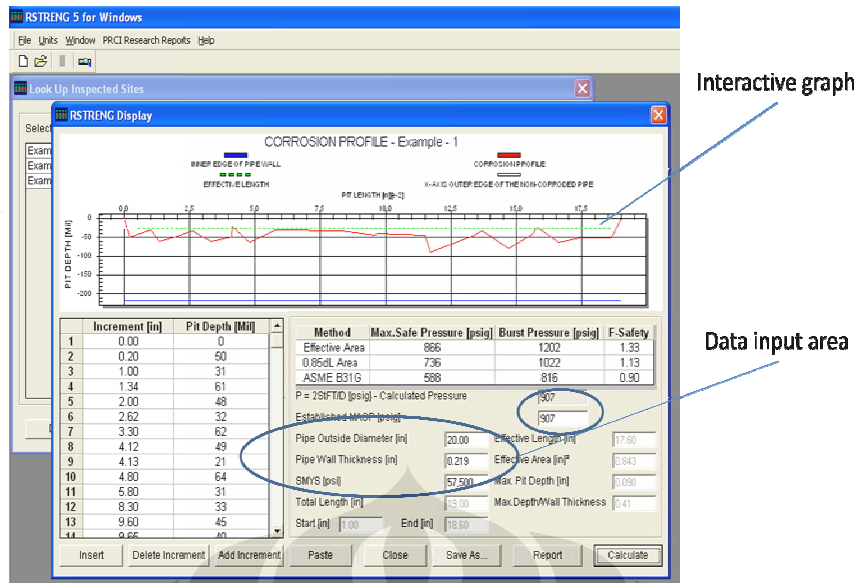 RSTRENG 5 for Windows
File Units Window PRCI Research Reports Help
Look Up Inspected Sites
Select
Exam
Exam
Exam
RSTRENG Display
CORROSION PROFILE - Example - 1
INNER EDGE OF PIPE WALL
CORROSION PROFILE
EFFECTIVE LENGTH
X-AXIS-OUTER EDGE OF THE NON-CORRODED PIPE
PIT LENGTH [in][e-2]
0,0 2,5 5,0 7,5 10,0 12,5 15,0 17,5
PIT DEPTH [Mil]
0
-50
-100
-150
-200
Interactive graph
Increment [in] Pit Depth [Mil]
1 0.00 0
2 0.20 50
3 1.00 31
4 1.34 61
5 2.00 48
6 2.62 32
7 3.30 62
8 4.12 49
9 4.13 21
10 4.80 64
11 5.80 31
12 8.30 33
13 9.60 45
14 9.65 40
Method Max.Safe Pressure [psig] Burst Pressure [psig] F-Safety
Effective Area 866 1202 1.33
0.85dL Area 736 1022 1.13
ASME B31G 588 816 0.90
P = 2StFT/D [psig] - Calculated Pressure 907
Established MAOP [psig] 907
Pipe Outside Diameter [in] 20.00 Effective Length [in] 17.60
Pipe Wall Thickness [in] 0.219 Effective Area [in]² 0.843
SMYS [psi] 57,500 Max. Pit Depth [in] 0.090
Total Length [in] 19.00 Max.Depth/Wall Thickness 0.41
Start [in] 1.00 End [in] 18.60
Data input area
Insert Delete Increment Add Increment Paste Close Save As... Report Calculate